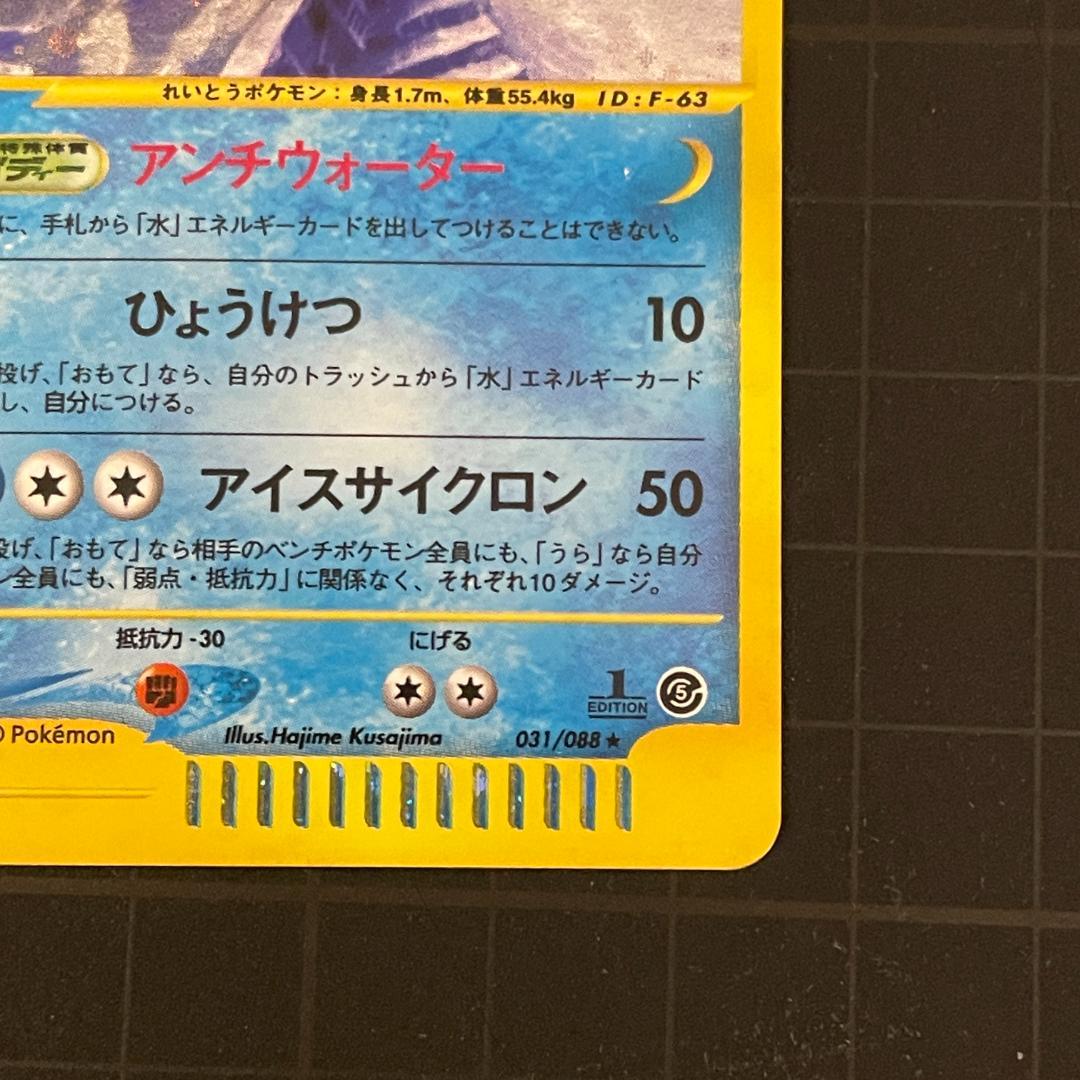 れいとうポケモン：身長1.7m、体重55.4kg ID:F-63
特殊体質
ディー アンチウォーター
に、手札から「水」エネルギーカードを出してつけることはできない。
ひょうけつ 10
投げ、「おもて」なら、自分のトラッシュから「水」エネルギーカード
し、自分につける。
アイスサイクロン 50
投げ、「おもて」なら相手のベンチポケモン全員にも、「うら」なら自分
ン全員にも、「弱点・抵抗力」に関係なく、それぞれ10ダメージ。
抵抗力 -30 にげる
1
EDITION
5
Pokémon Illus.Hajime Kusajima 031/088★